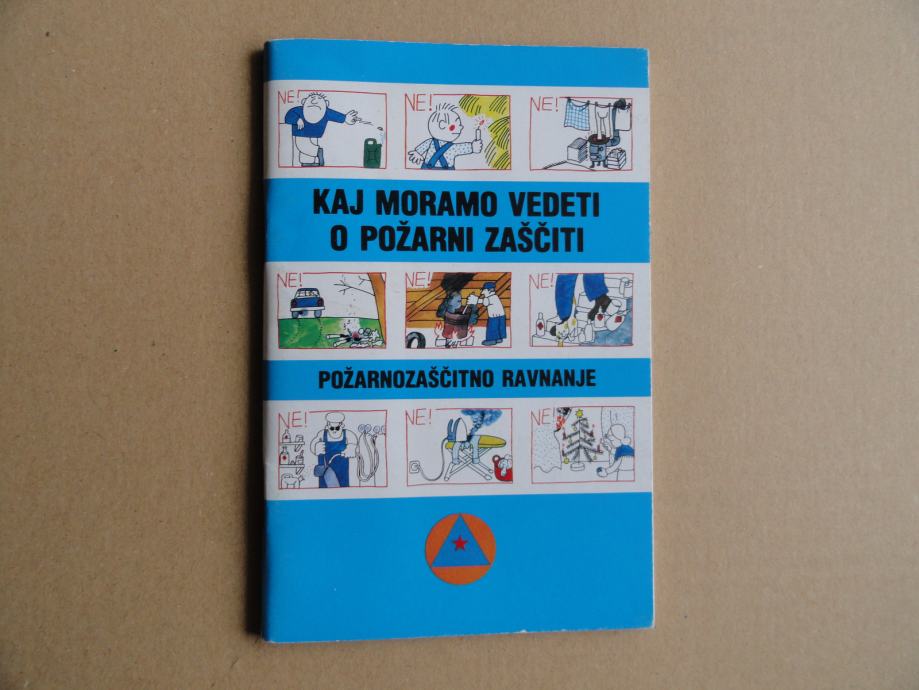 NE! NE! NE!
KAJ MORAMO VEDETI
O POŽARNI ZAŠČITI
NE! NE! NE!
POŽARNOZAŠČITNO RAVNANJE
NE! NE! NE!